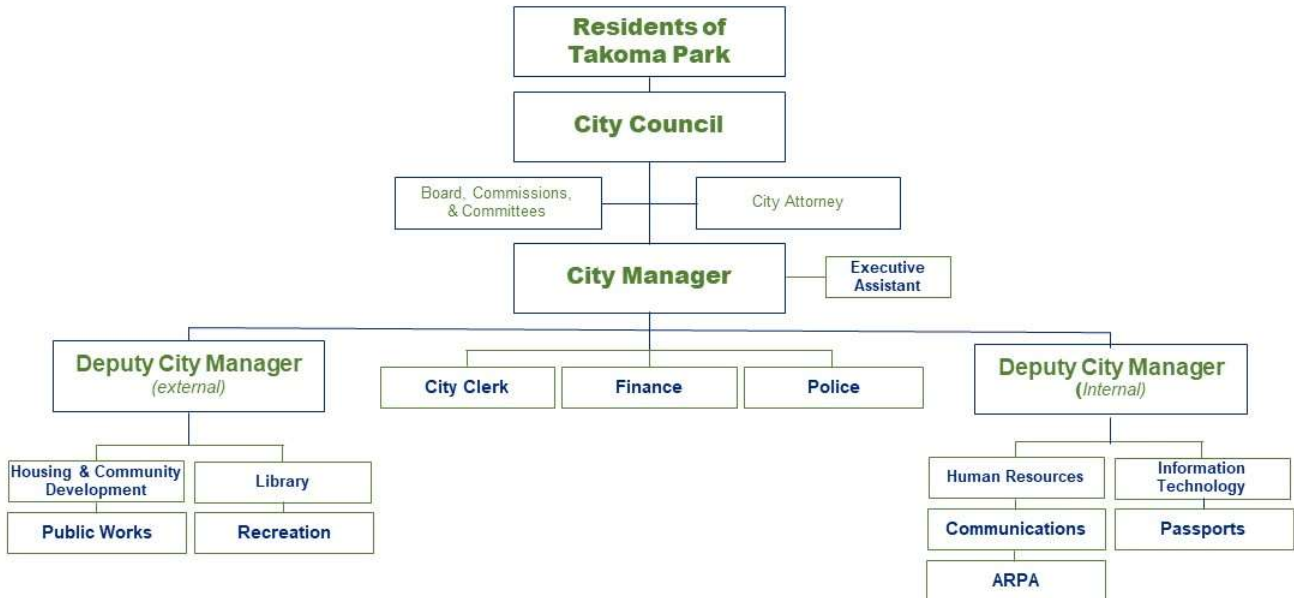 Residents of
Takoma Park
City Council
Board, Commissions,
& Committees
City Attorney
City Manager
Executive
Assistant
Deputy City Manager
(external)
City Clerk
Finance
Police
Deputy City Manager
(Internal)
Housing & Community
Development
Library
Human Resources
Information
Technology
Public Works
Recreation
Communications
Passports
ARPA